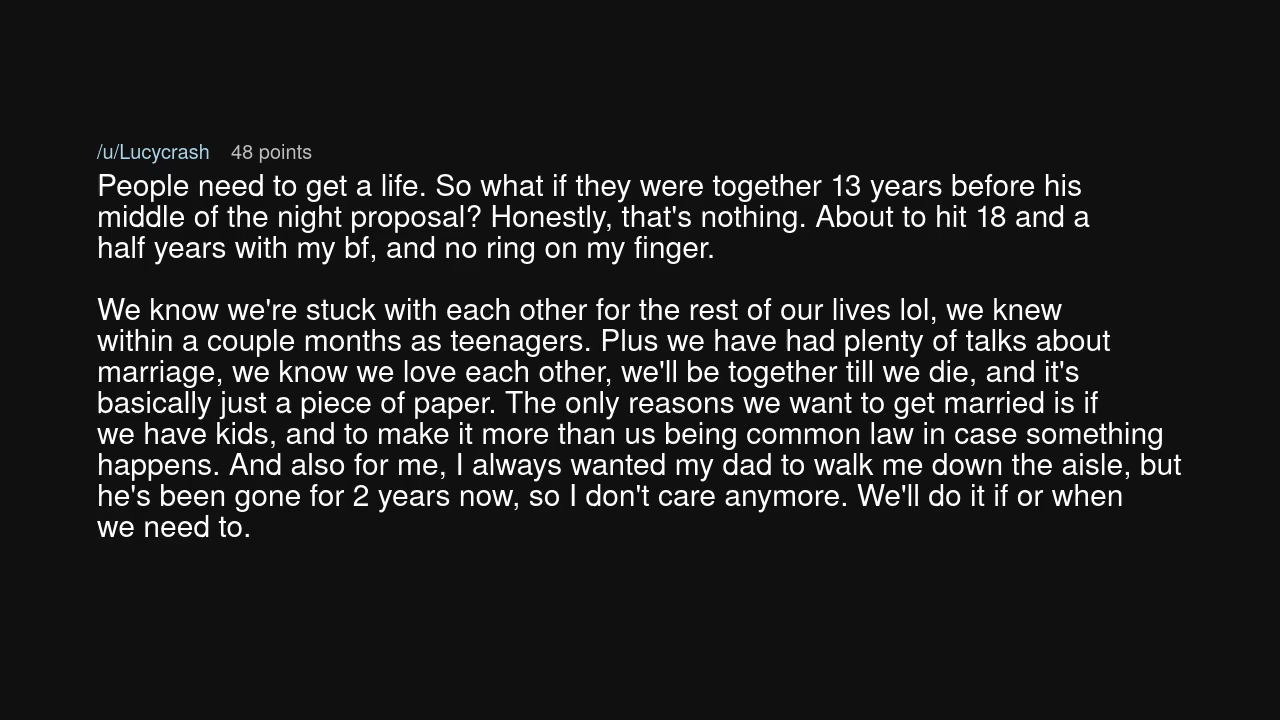 /u/Lucycrash 48 points
People need to get a life. So what if they were together 13 years before his
middle of the night proposal? Honestly, that's nothing. About to hit 18 and a
half years with my bf, and no ring on my finger.
We know we're stuck with each other for the rest of our lives lol, we knew
within a couple months as teenagers. Plus we have had plenty of talks about
marriage, we know we love each other, we'll be together till we die, and it's
basically just a piece of paper. The only reasons we want to get married is if
we have kids, and to make it more than us being common law in case something
happens. And also for me, I always wanted my dad to walk me down the aisle, but
he's been gone for 2 years now, so I don't care anymore. We'll do it if or when
we need to.